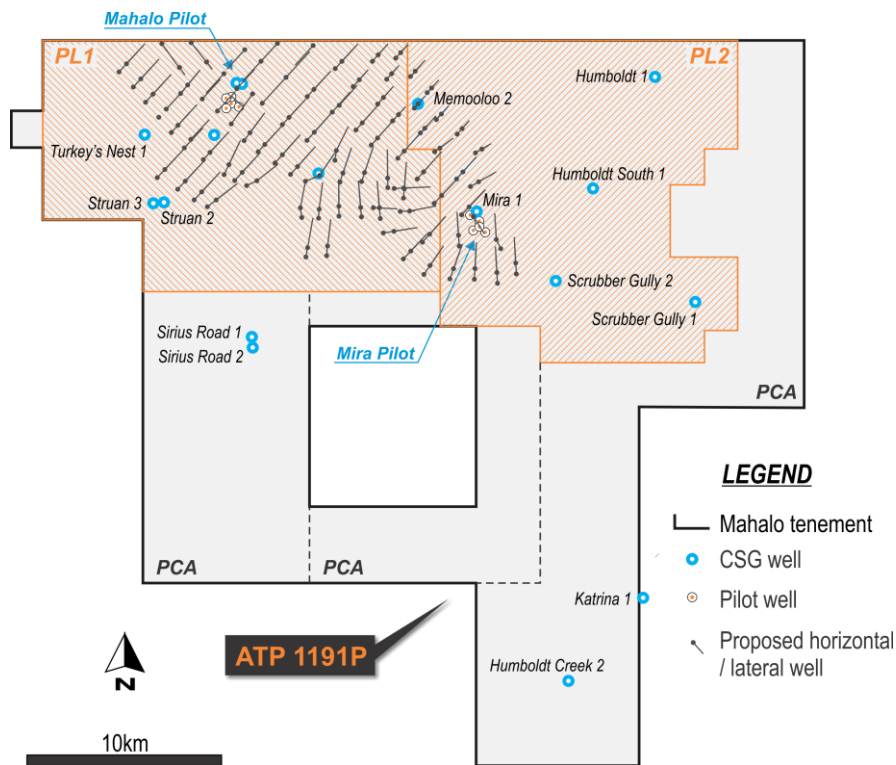 Mahalo Pilot
PL1
PL2
Humboldt 1
Memooloo 2
Turkey's Nest 1
Humboldt South 1
Struan 3
Struan 2
Mira 1
Scrubber Gully 2
Scrubber Gully 1
Sirius Road 1
Sirius Road 2
Mira Pilot
PCA
LEGEND
Mahalo tenement
CSG well
Pilot well
Proposed horizontal
/ lateral well
PCA
PCA
Katrina 1
ATP 1191P
Humboldt Creek 2
N
10km